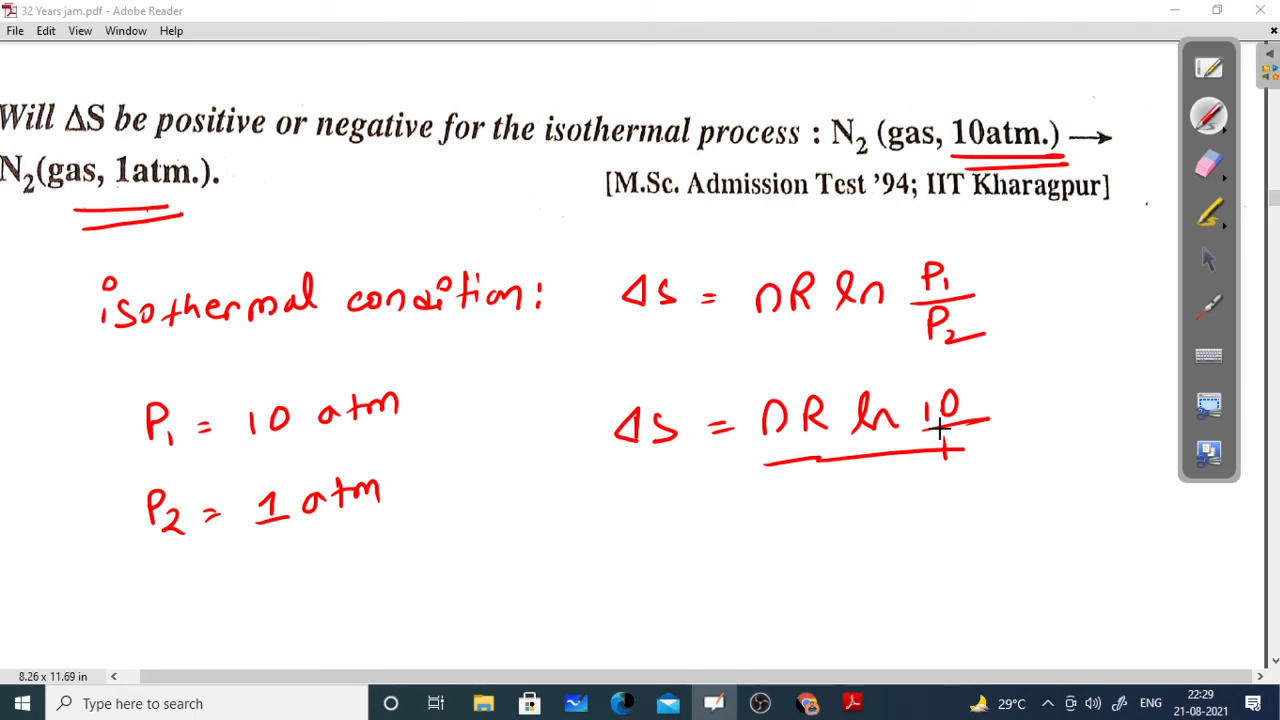 32 Years jam.pdf - Adobe Reader
File Edit View Window Help
Will ΔS be positive or negative for the isothermal process : N₂ (gas, 10atm.) →
N₂(gas, 1atm.).
[M.Sc. Admission Test '94; IIT Kharagpur]
isothermal condition: ΔS = nR ln P₁/P₂
P₁ = 10 atm
ΔS = nR ln 10/1
P₂ = 1 atm
8.26 x 11.69 in
Type here to search
29°C ENG 22:29
21-08-2021